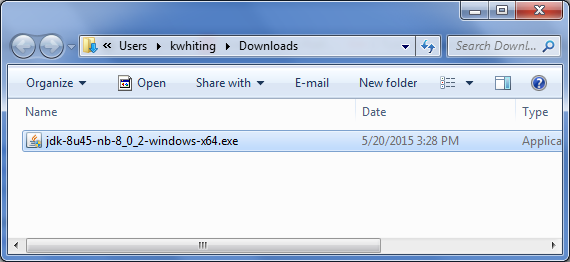 « Users ▸ kwhiting ▸ Downloads
Search Downl...
Organize Open Share with E-mail New folder
Name Date Type
jdk-8u45-nb-8_0_2-windows-x64.exe 5/20/2015 3:28 PM Applica